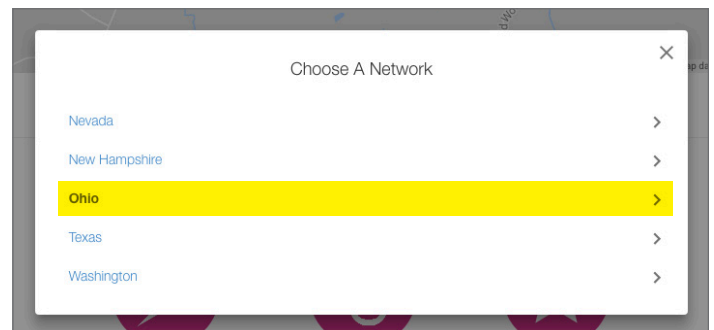 Choose A Network
Nevada
New Hampshire
Ohio
Texas
Washington